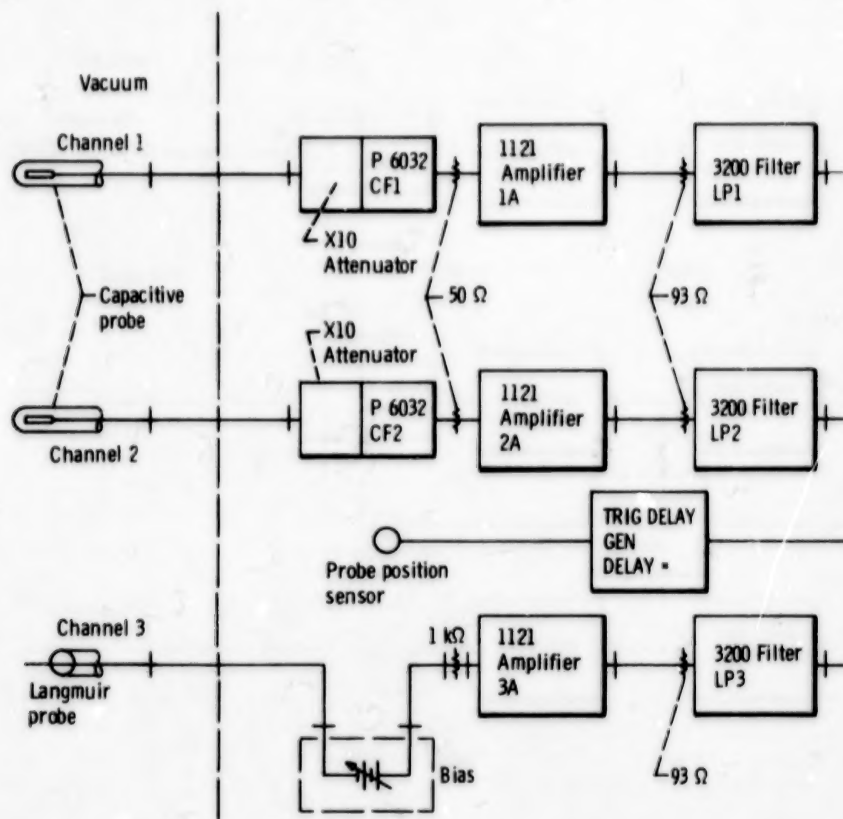 Vacuum
Channel 1
P 6032
CF1
1121
Amplifier
1A
3200 Filter
LP1
X10
Attenuator
Capacitive
probe
50 Ω
93 Ω
X10
Attenuator
P 6032
CF2
1121
Amplifier
2A
3200 Filter
LP2
Channel 2
TRIG DELAY
GEN
DELAY =
Probe position
sensor
Channel 3
1 kΩ
1121
Amplifier
3A
3200 Filter
LP3
Langmuir
probe
Bias
93 Ω